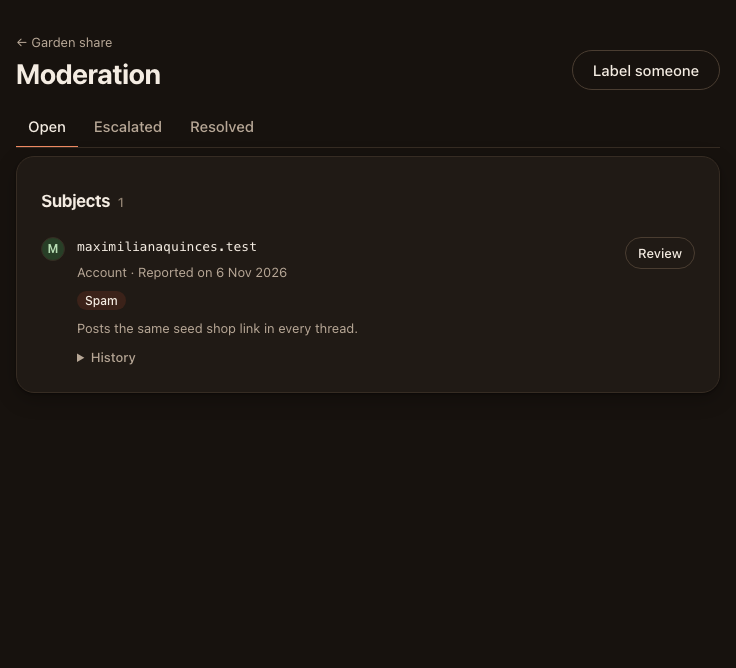 ← Garden share
Moderation
Label someone
Open Escalated Resolved
Subjects 1
M maximilianaquinces.test
Review
Account · Reported on 6 Nov 2026
Spam
Posts the same seed shop link in every thread.
▶ History